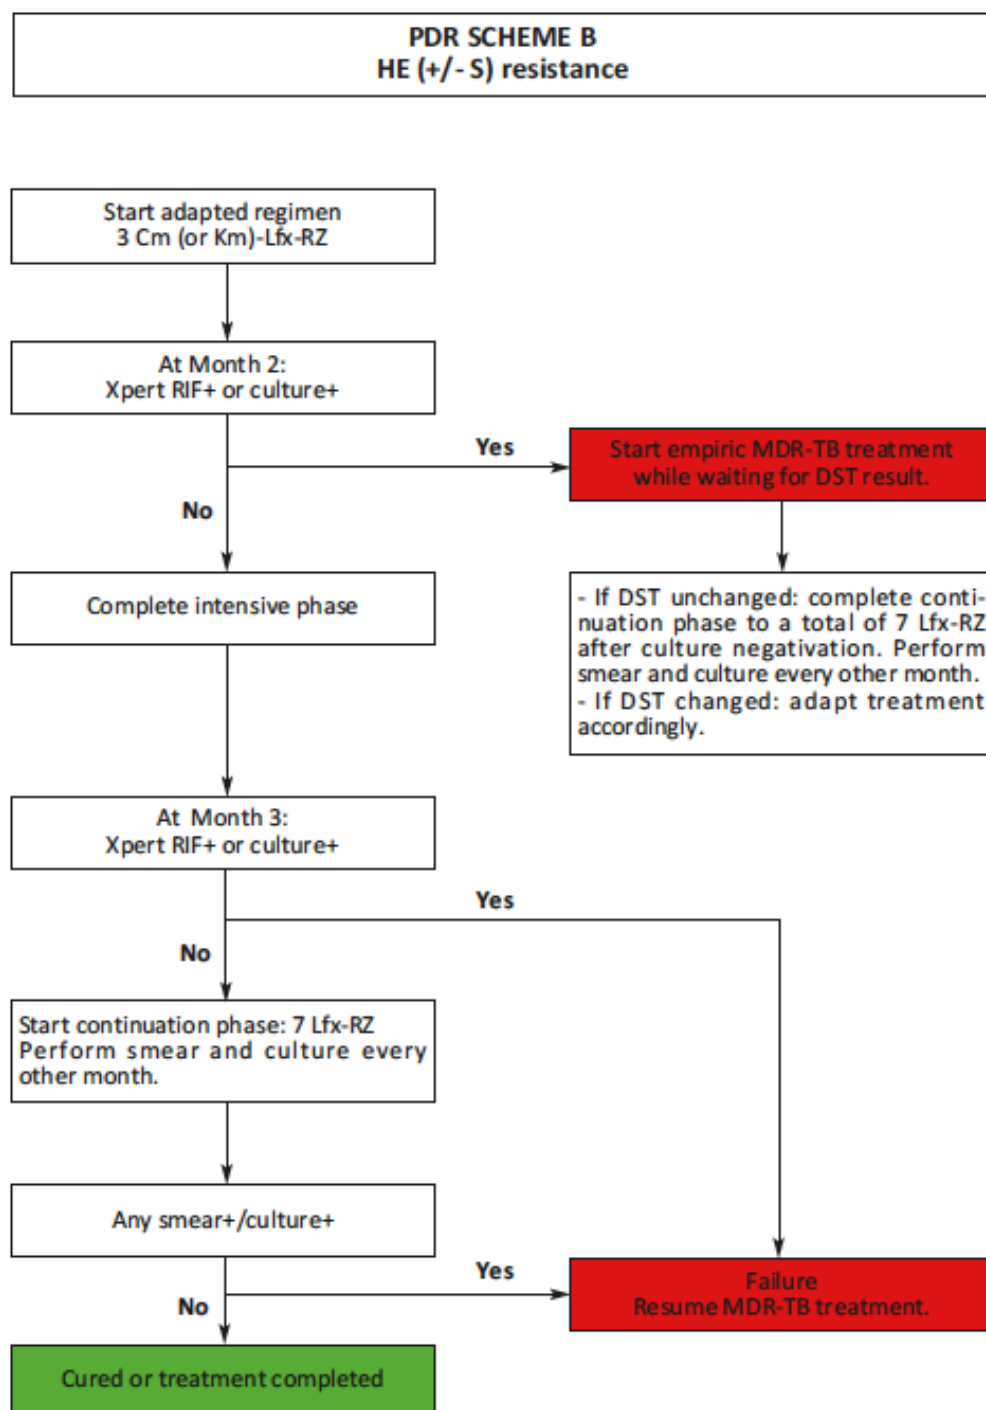 PDR SCHEME B
HE (+/- S) resistance
Start adapted regimen
3 Cm (or Km)-Lfx-RZ
At Month 2:
Xpert RIF+ or culture+
Yes
Start empiric MDR-TB treatment
while waiting for DST result.
No
Complete intensive phase
- If DST unchanged: complete conti-
nuation phase to a total of 7 Lfx-RZ
after culture negativation. Perform
smear and culture every other month.
- If DST changed: adapt treatment
accordingly.
At Month 3:
Xpert RIF+ or culture+
Yes
No
Start continuation phase: 7 Lfx-RZ
Perform smear and culture every
other month.
Any smear+/culture+
Yes
No
Failure
Resume MDR-TB treatment.
Cured or treatment completed